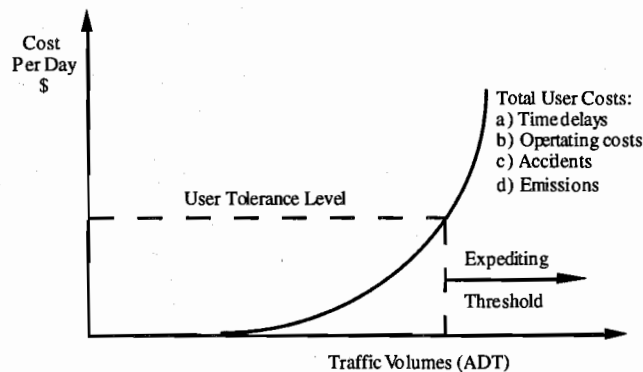 Cost
Per Day
$
Total User Costs:
a) Time delays
b) Opertating costs
c) Accidents
d) Emissions
User Tolerance Level
Expediting
Threshold
Traffic Volumes (ADT)